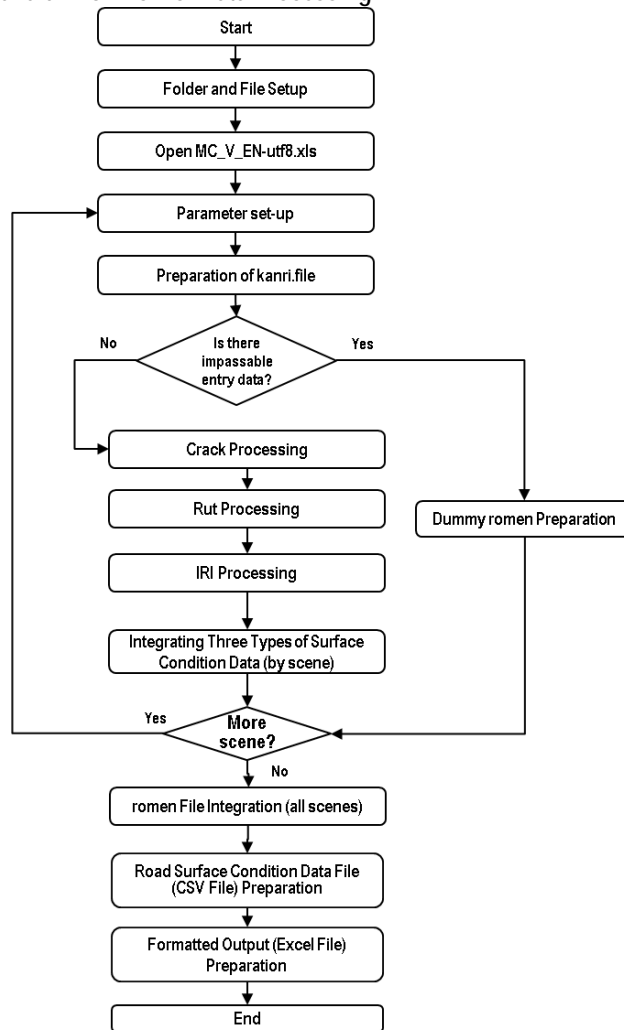 Start
Folder and File Setup
Open MC_V_EN-utf8.xls
Parameter set-up
Preparation of kanri.file
Is there
impassable
entry data?
No
Yes
Crack Processing
Rut Processing
Dummy romen Preparation
IRI Processing
Integrating Three Types of Surface
Condition Data (by scene)
Yes
More
scene?
No
romen File Integration (all scenes)
Road Surface Condition Data File
(CSV File) Preparation
Formatted Output (Excel File)
Preparation
End